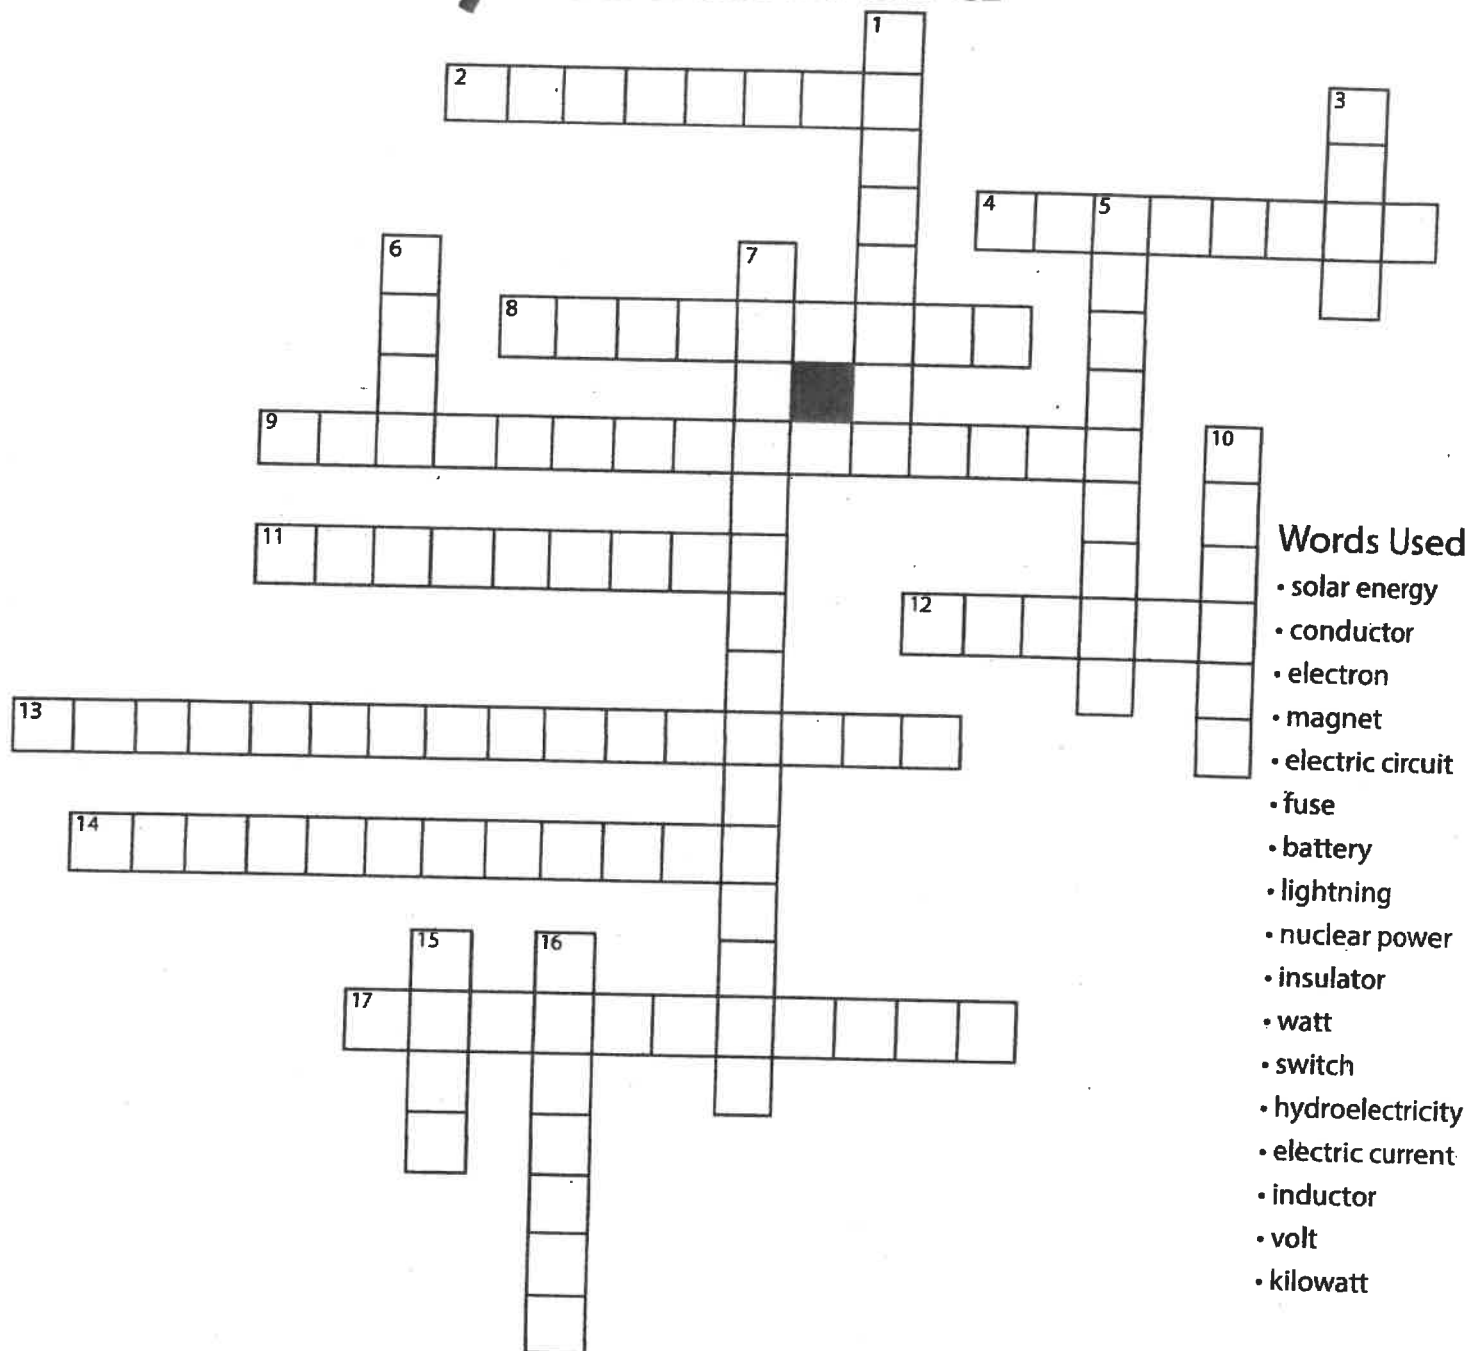 1
2
3
4
5
6
7
8
9
10
11
12
13
14
15
16
17
Words Used
• solar energy
• conductor
• electron
• magnet
• electric circuit
• fuse
• battery
• lightning
• nuclear power
• insulator
• watt
• switch
• hydroelectricity
• electric current
• inductor
• volt
• kilowatt